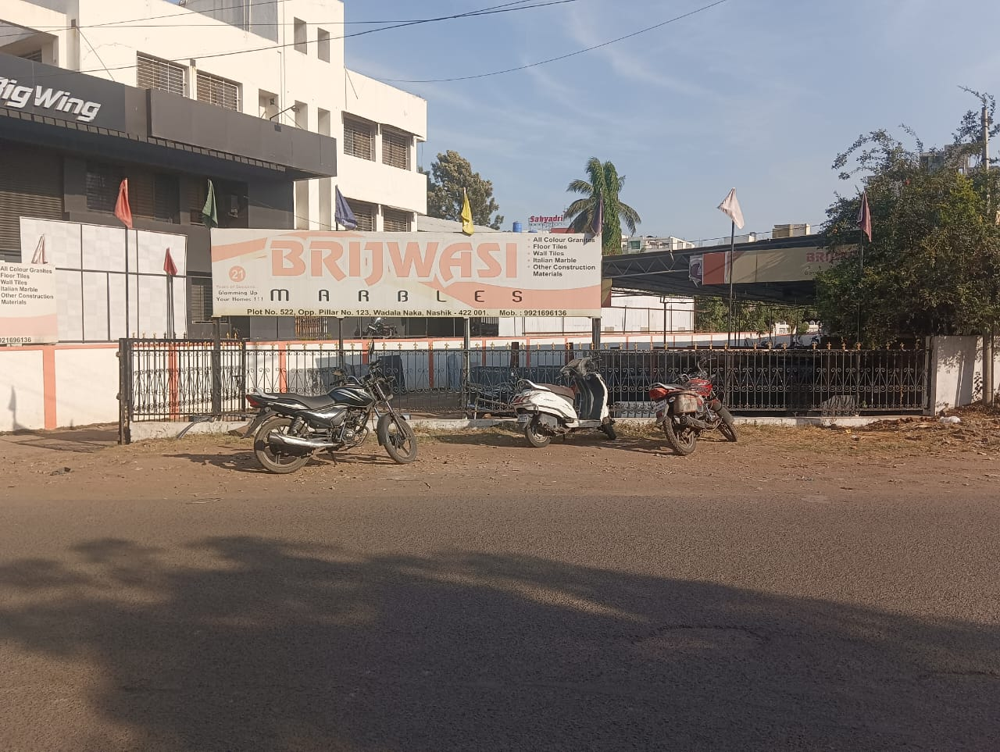 BigWing
Sahyadri
BRIJWASI
MARBLES
21
Years of Success..
Glamming Up
Your Homes !!!
All Colour Granites
Floor Tiles
Wall Tiles
Italian Marble
Other Construction
Materials
Plot No. 522, Opp. Pillar No. 123, Wadala Naka, Nashik - 422 001. Mob. : 9921696136
All Colour Granites
Floor Tiles
Wall Tiles
Italian Marble
Other Construction
Materials
921696136